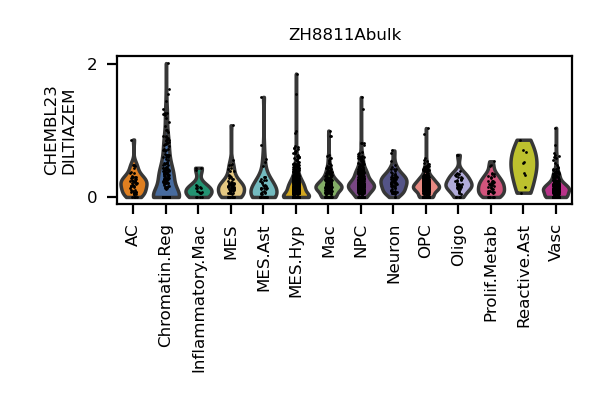 ZH8811Abulk
CHEMBL23
DILTIAZEM
2
0
AC
Chromatin.Reg
Inflammatory.Mac
MES
MES.Ast
MES.Hyp
Mac
NPC
Neuron
OPC
Oligo
Prolif.Metab
Reactive.Ast
Vasc